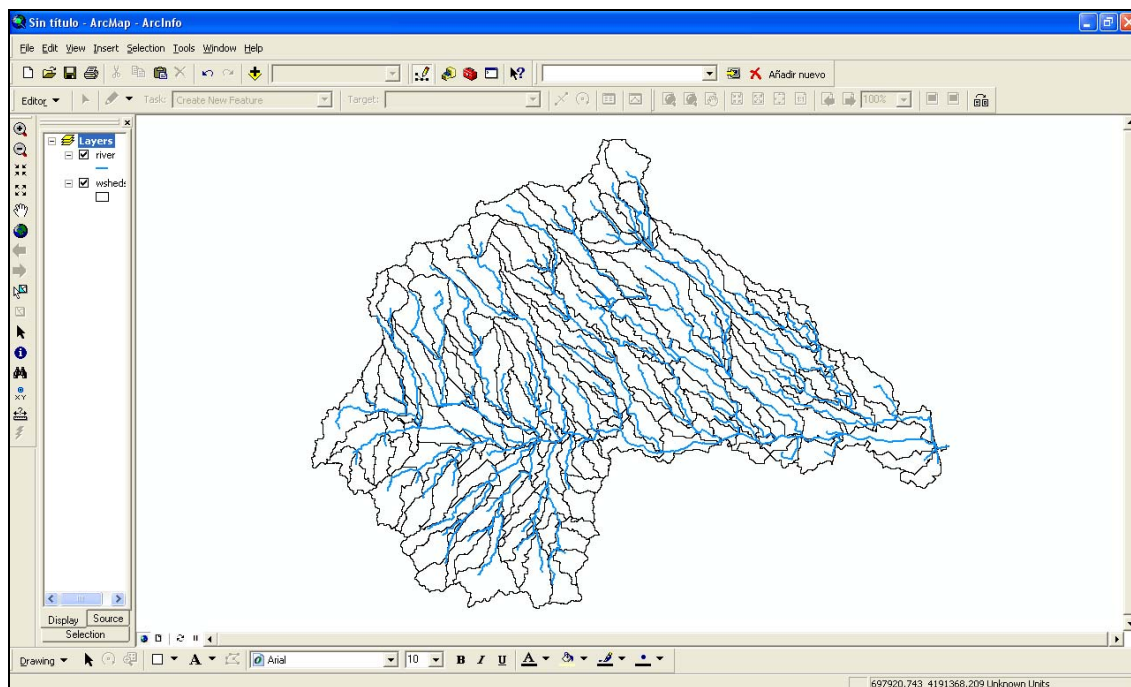 Sin título - ArcMap - ArcInfo
File Edit View Insert Selection Tools Window Help
Añadir nuevo
Editor Task: Create New Feature Target: 100%
Layers
river
wsheds
XY
Display Source
Selection
Drawing A Arial 10 B I U A
697920,743 4191368,209 Unknown Units